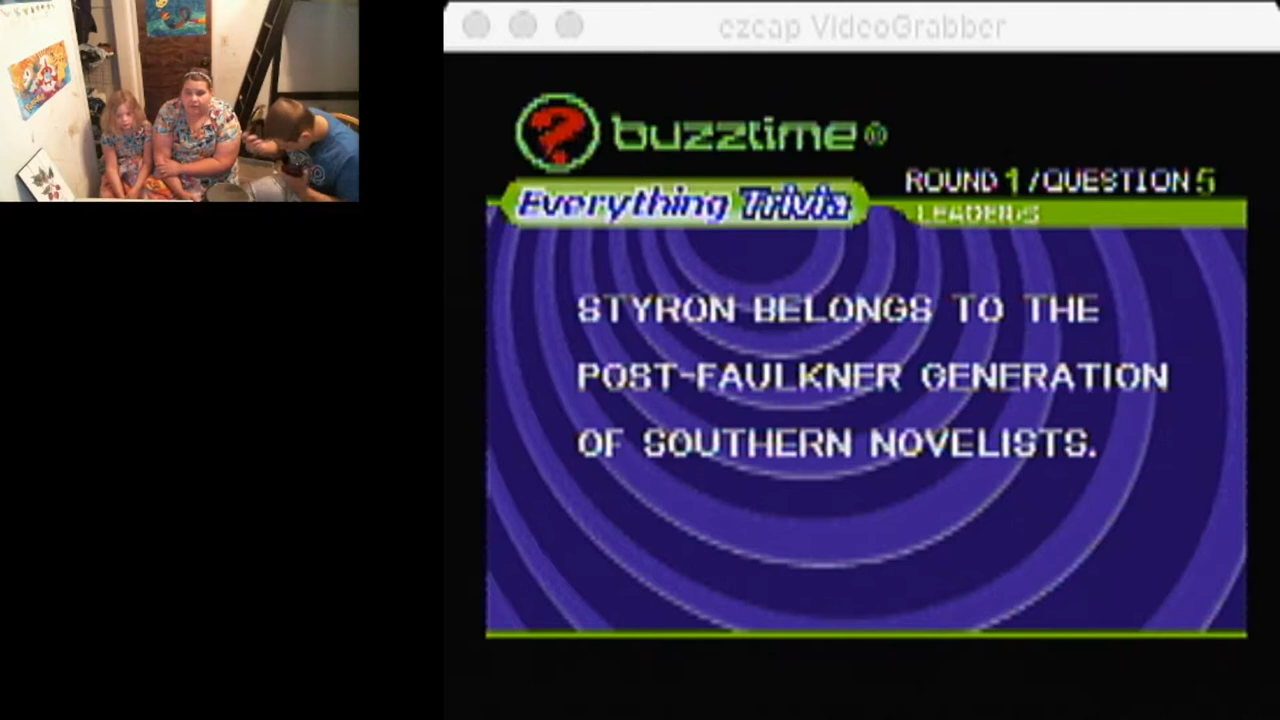 ezcap VideoGrabber
? buzztime®
Everything Trivia
ROUND 1/QUESTION 5
LEADERS
STYRON BELONGS TO THE
POST-FAULKNER GENERATION
OF SOUTHERN NOVELISTS.